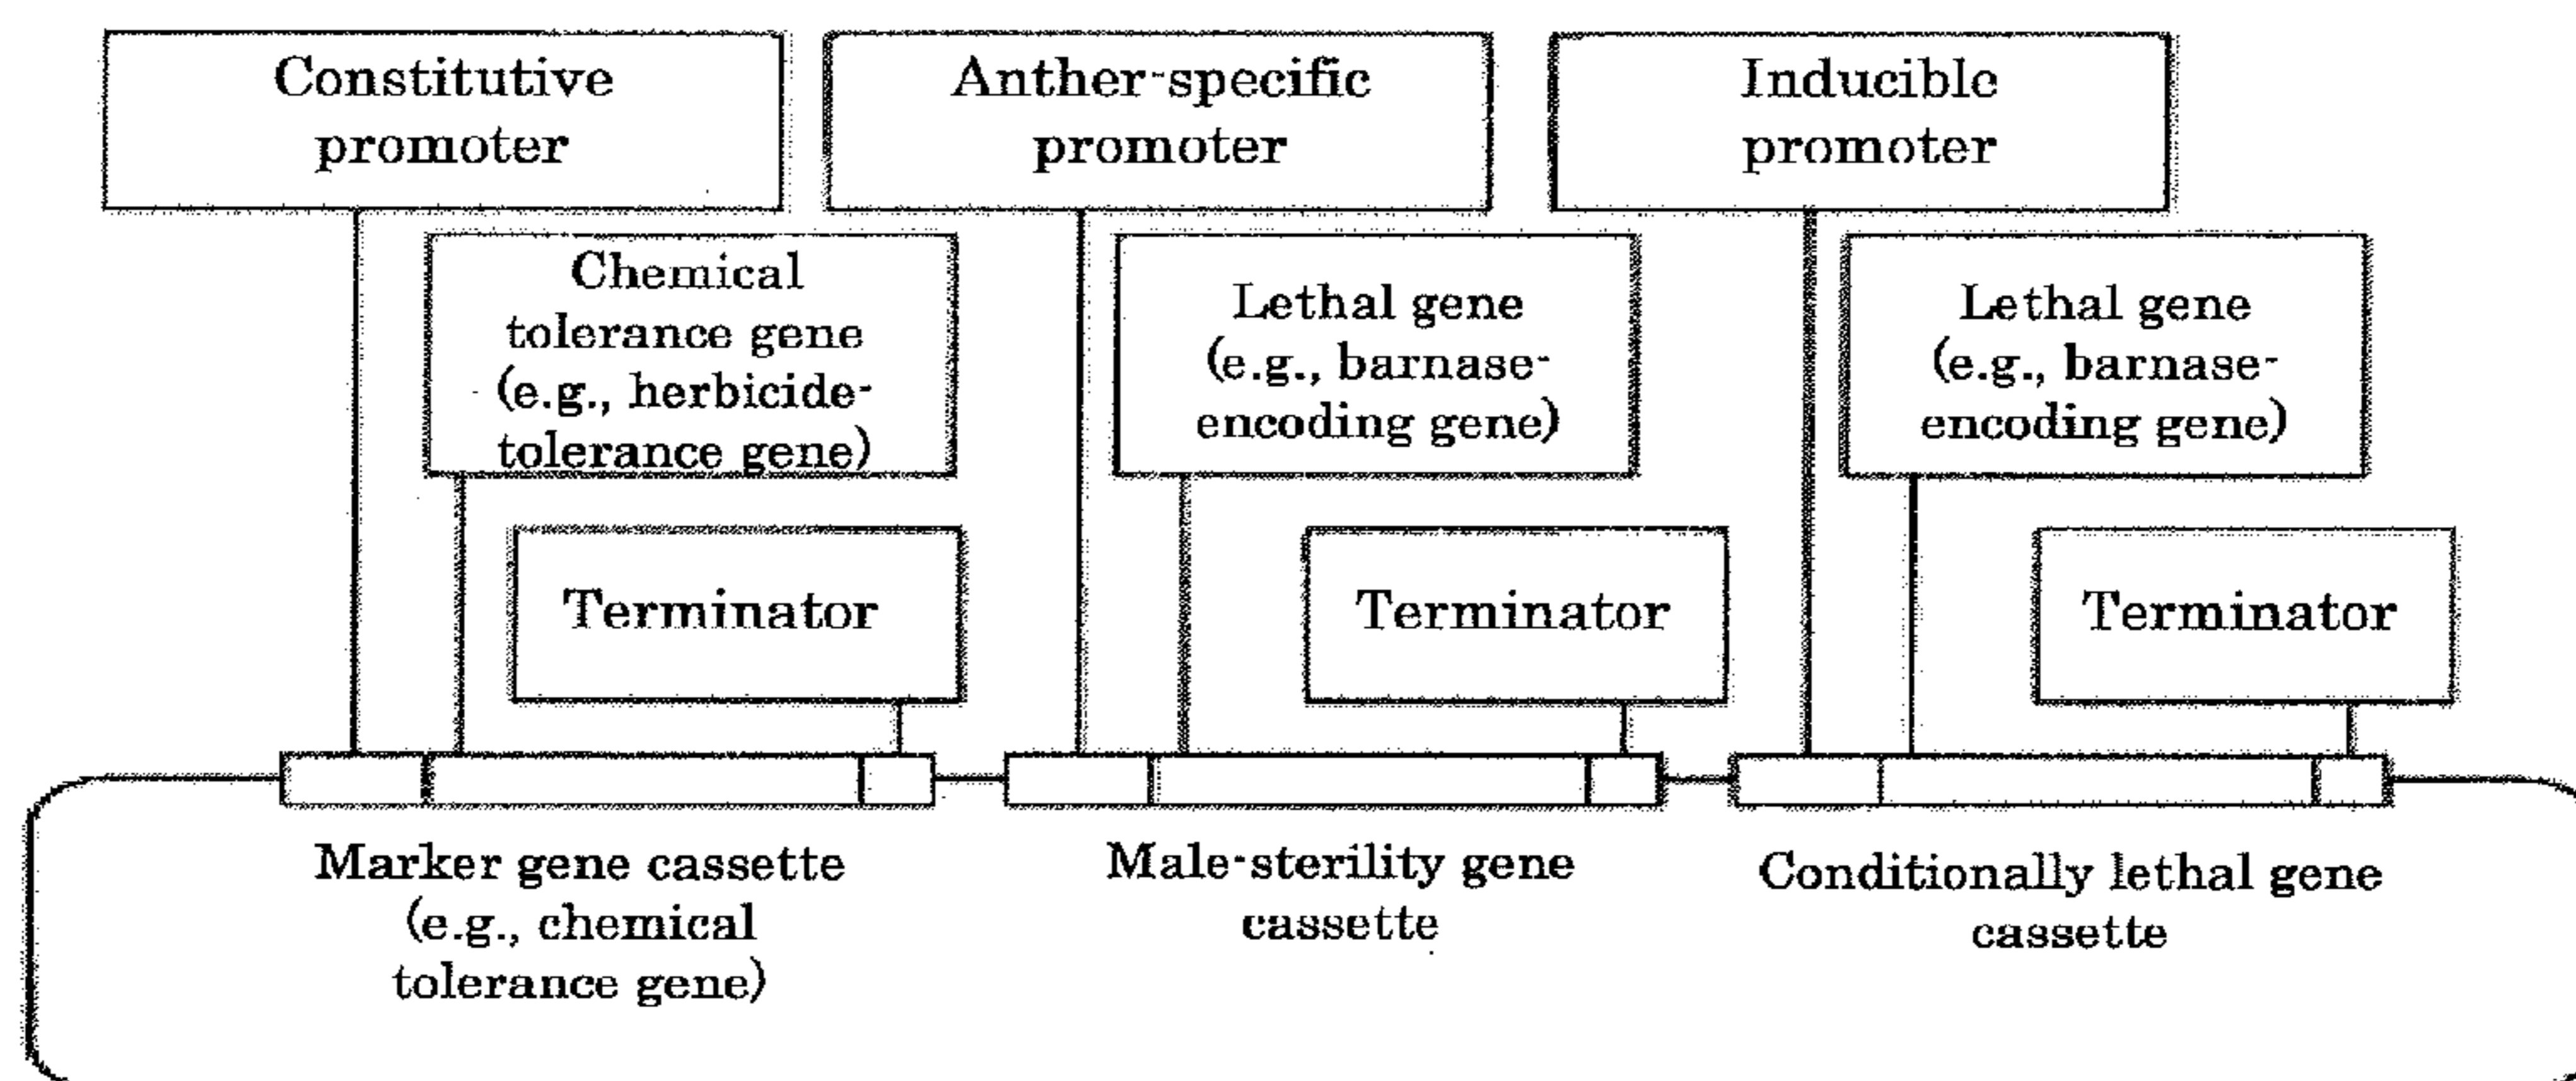 Constitutive
promoter
Anther-specific
promoter
Inducible
promoter
Chemical
tolerance gene
(e.g., herbicide-
tolerance gene)
Lethal gene
(e.g., barnase-
encoding gene)
Lethal gene
(e.g., barnase-
encoding gene)
Terminator
Terminator
Terminator
Marker gene cassette
(e.g., chemical
tolerance gene)
Male-sterility gene
cassette
Conditionally lethal gene
cassette